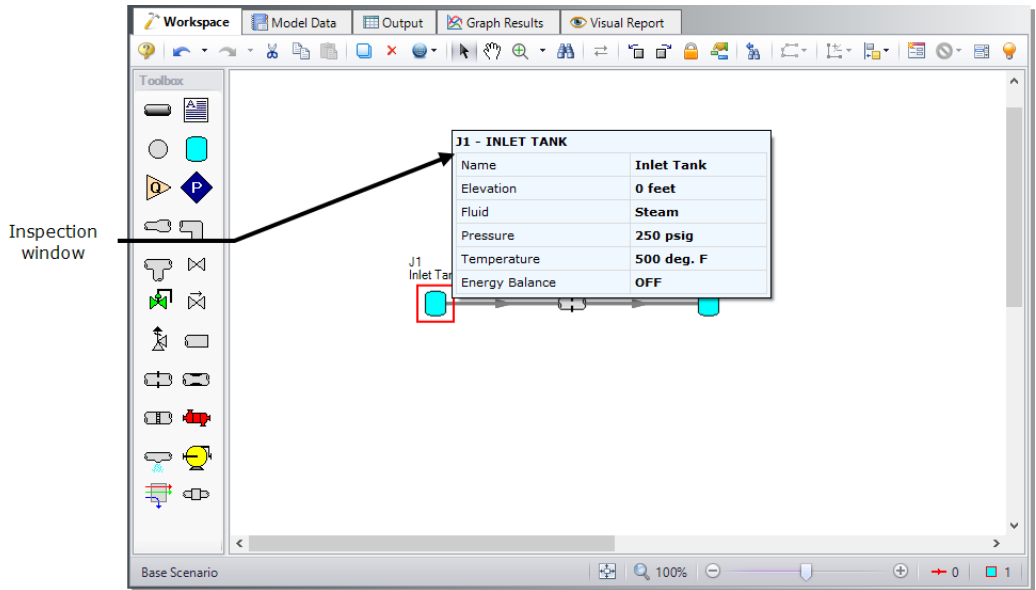 Workspace Model Data Output Graph Results Visual Report
Toolbox
A
Q P
Inspection
window
J1 - INLET TANK
Name Inlet Tank
Elevation 0 feet
Fluid Steam
Pressure 250 psig
Temperature 500 deg. F
Energy Balance OFF
J1
Inlet Tan
Base Scenario 100% 0 1